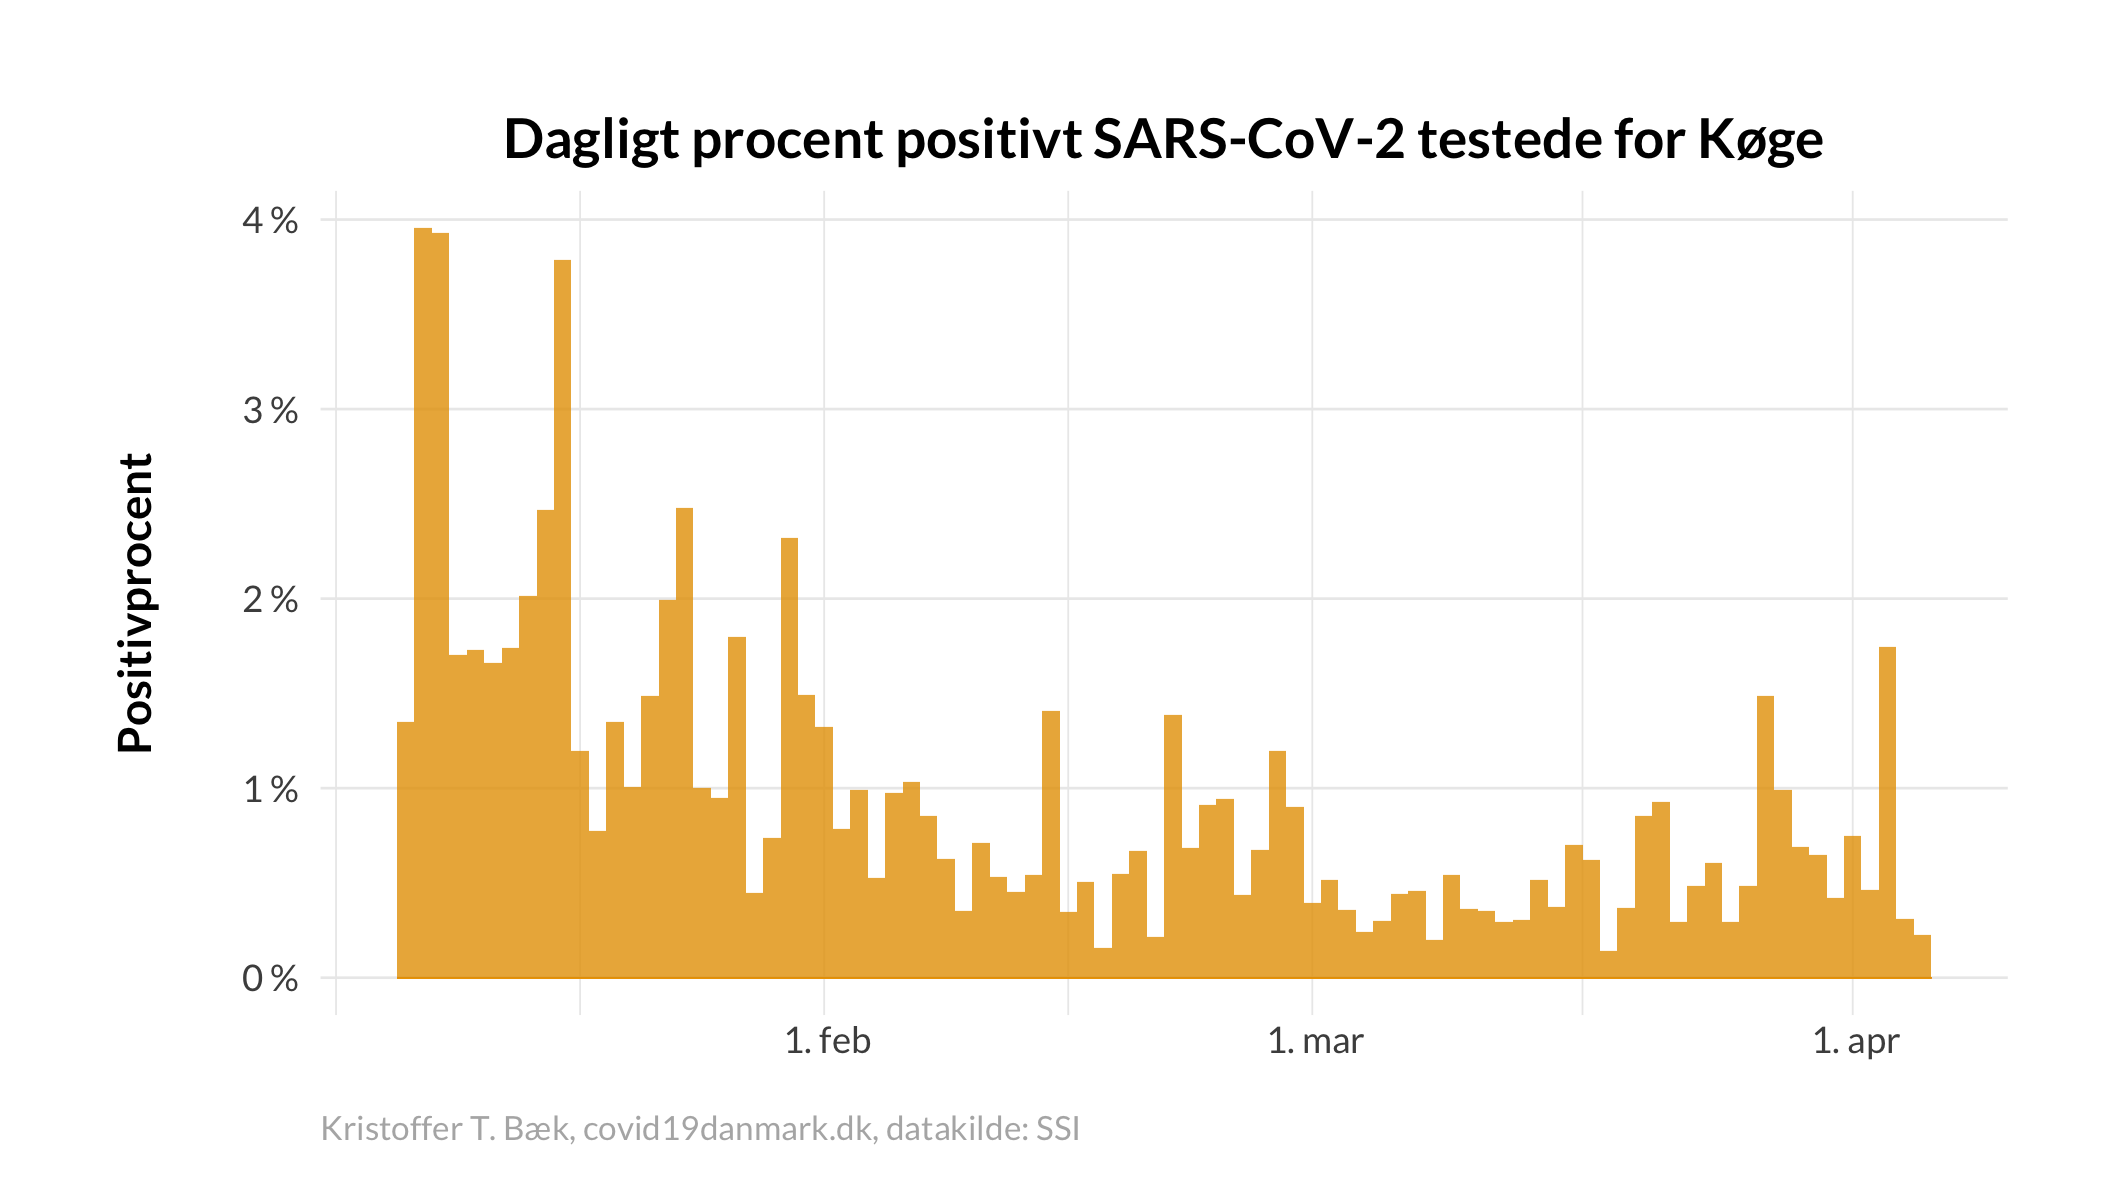 Dagligt procent positivt SARS-CoV-2 testede for Køge
Positivprocent
4 %
3 %
2 %
1 %
0 %
1. feb
1. mar
1. apr
Kristoffer T. Bæk, covid19danmark.dk, datakilde: SSI